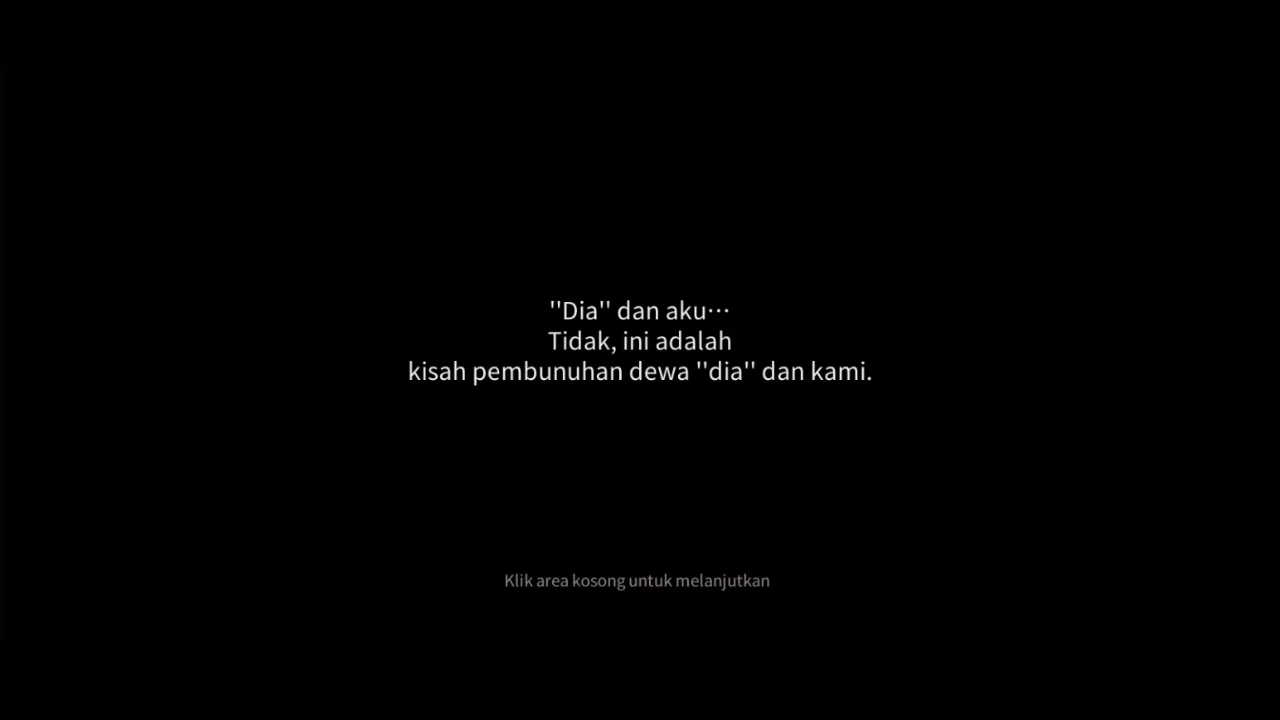 ''Dia'' dan aku…
Tidak, ini adalah
kisah pembunuhan dewa ''dia'' dan kami.
Klik area kosong untuk melanjutkan